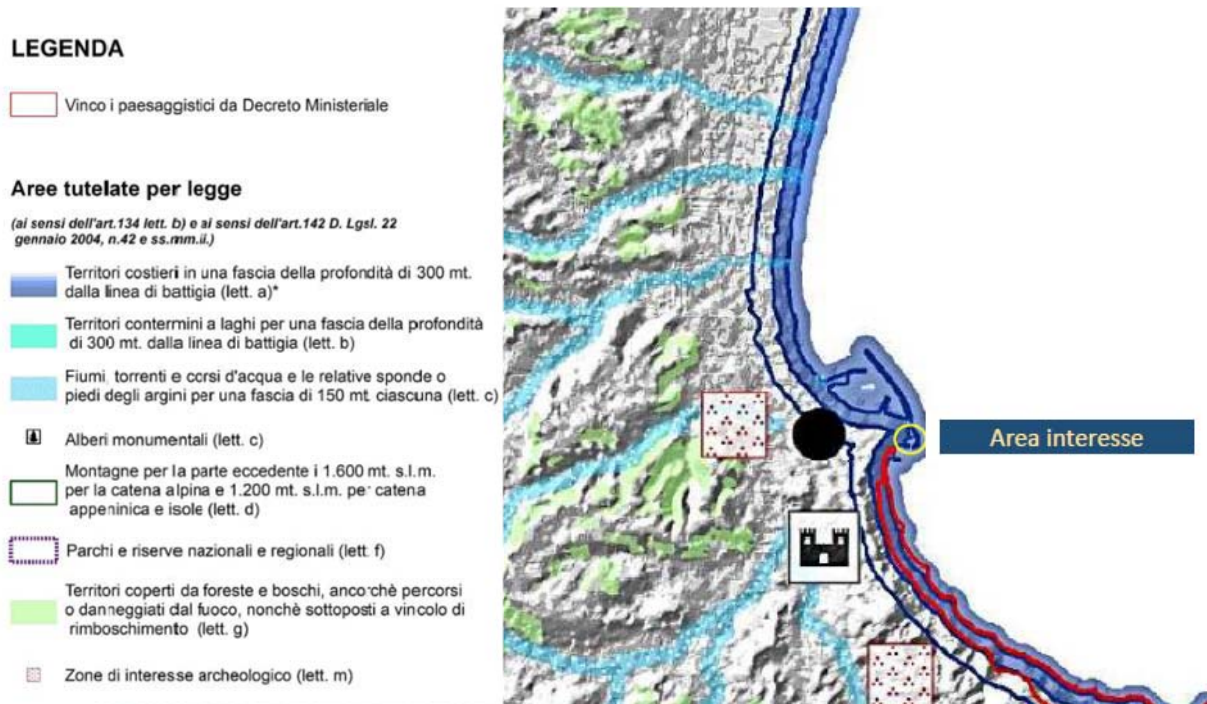 LEGENDA
Vinco i paesaggistici da Decreto Ministeriale
Aree tutelate per legge
(ai sensi dell'art.134 lett. b) e ai sensi dell'art.142 D. Lgsl. 22
gennaio 2004, n.42 e ss.mm.ii.)
Territori costieri in una fascia della profondità di 300 mt.
dalla linea di battigia (lett. a)*
Territori contermini a laghi per una fascia della profondità
di 300 mt. dalla linea di battigia (lett. b)
Fiumi, torrenti e corsi d'acqua e le relative sponde o
piedi degli argini per una fascia di 150 mt. ciascuna (lett. c)
Alberi monumentali (lett. c)
Montagne per la parte eccedente i 1.600 mt. s.l.m.
per la catena alpina e 1.200 mt. s.l.m. per catena
appeninica e isole (lett. d)
Parchi e riserve nazionali e regionali (lett. f)
Territori coperti da foreste e boschi, ancorchè percorsi
o danneggiati dal fuoco, nonchè sottoposti a vincolo di
rimboschimento (lett. g)
Zone di interesse archeologico (lett. m)
Area interesse